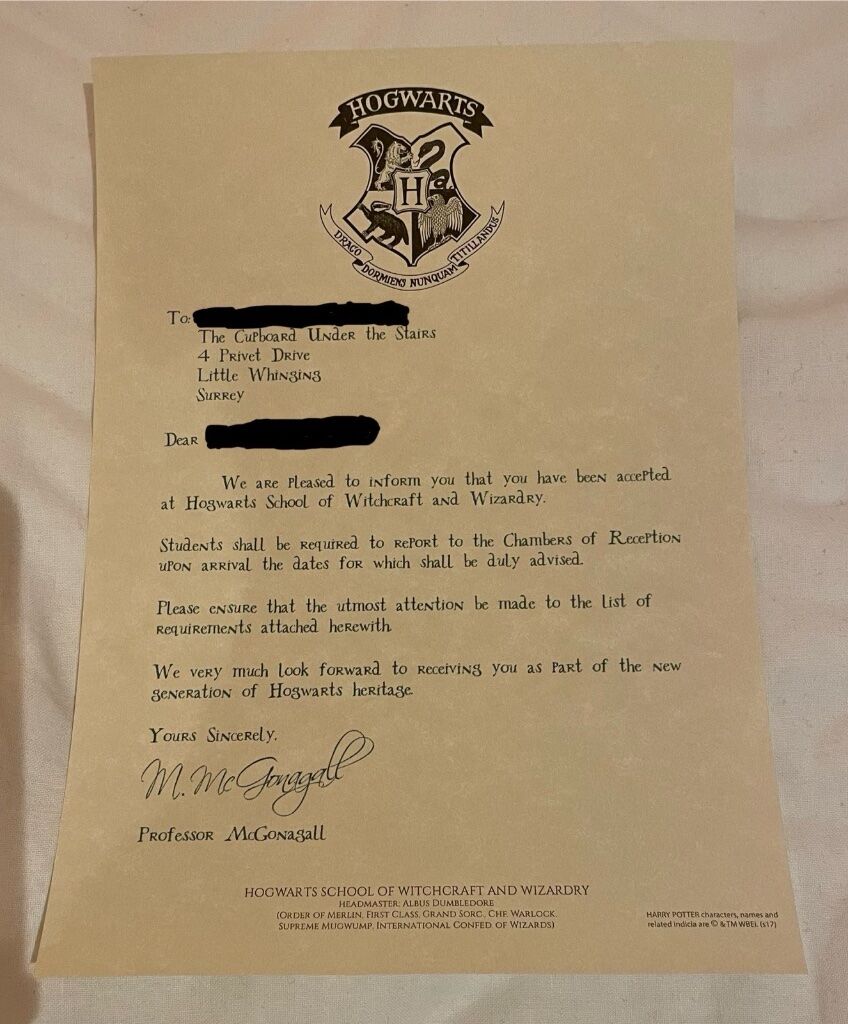 HOGWARTS
H
DRACO DORMIENS NUNQUAM TITILLANDUS
To:
The Cupboard Under the Stairs
4 Privet Drive
Little Whinging
Surrey
Dear
We are pleased to inform you that you have been accepted
at Hogwarts School of Witchcraft and Wizardry.
Students shall be required to report to the Chambers of Reception
upon arrival the dates for which shall be duly advised.
Please ensure that the utmost attention be made to the list of
requirements attached herewith
We very much look forward to receiving you as part of the new
generation of Hogwarts heritage.
Yours Sincerely,
M. McGonagall
Professor McGonagall
HOGWARTS SCHOOL OF WITCHCRAFT AND WIZARDRY
HEADMASTER: ALBUS DUMBLEDORE
(ORDER OF MERLIN, FIRST CLASS, GRAND SORC., CHF. WARLOCK,
SUPREME MUGWUMP, INTERNATIONAL CONFED. OF WIZARDS)
HARRY POTTER characters, names and
related indicia are © & TM WBEI. (s17)